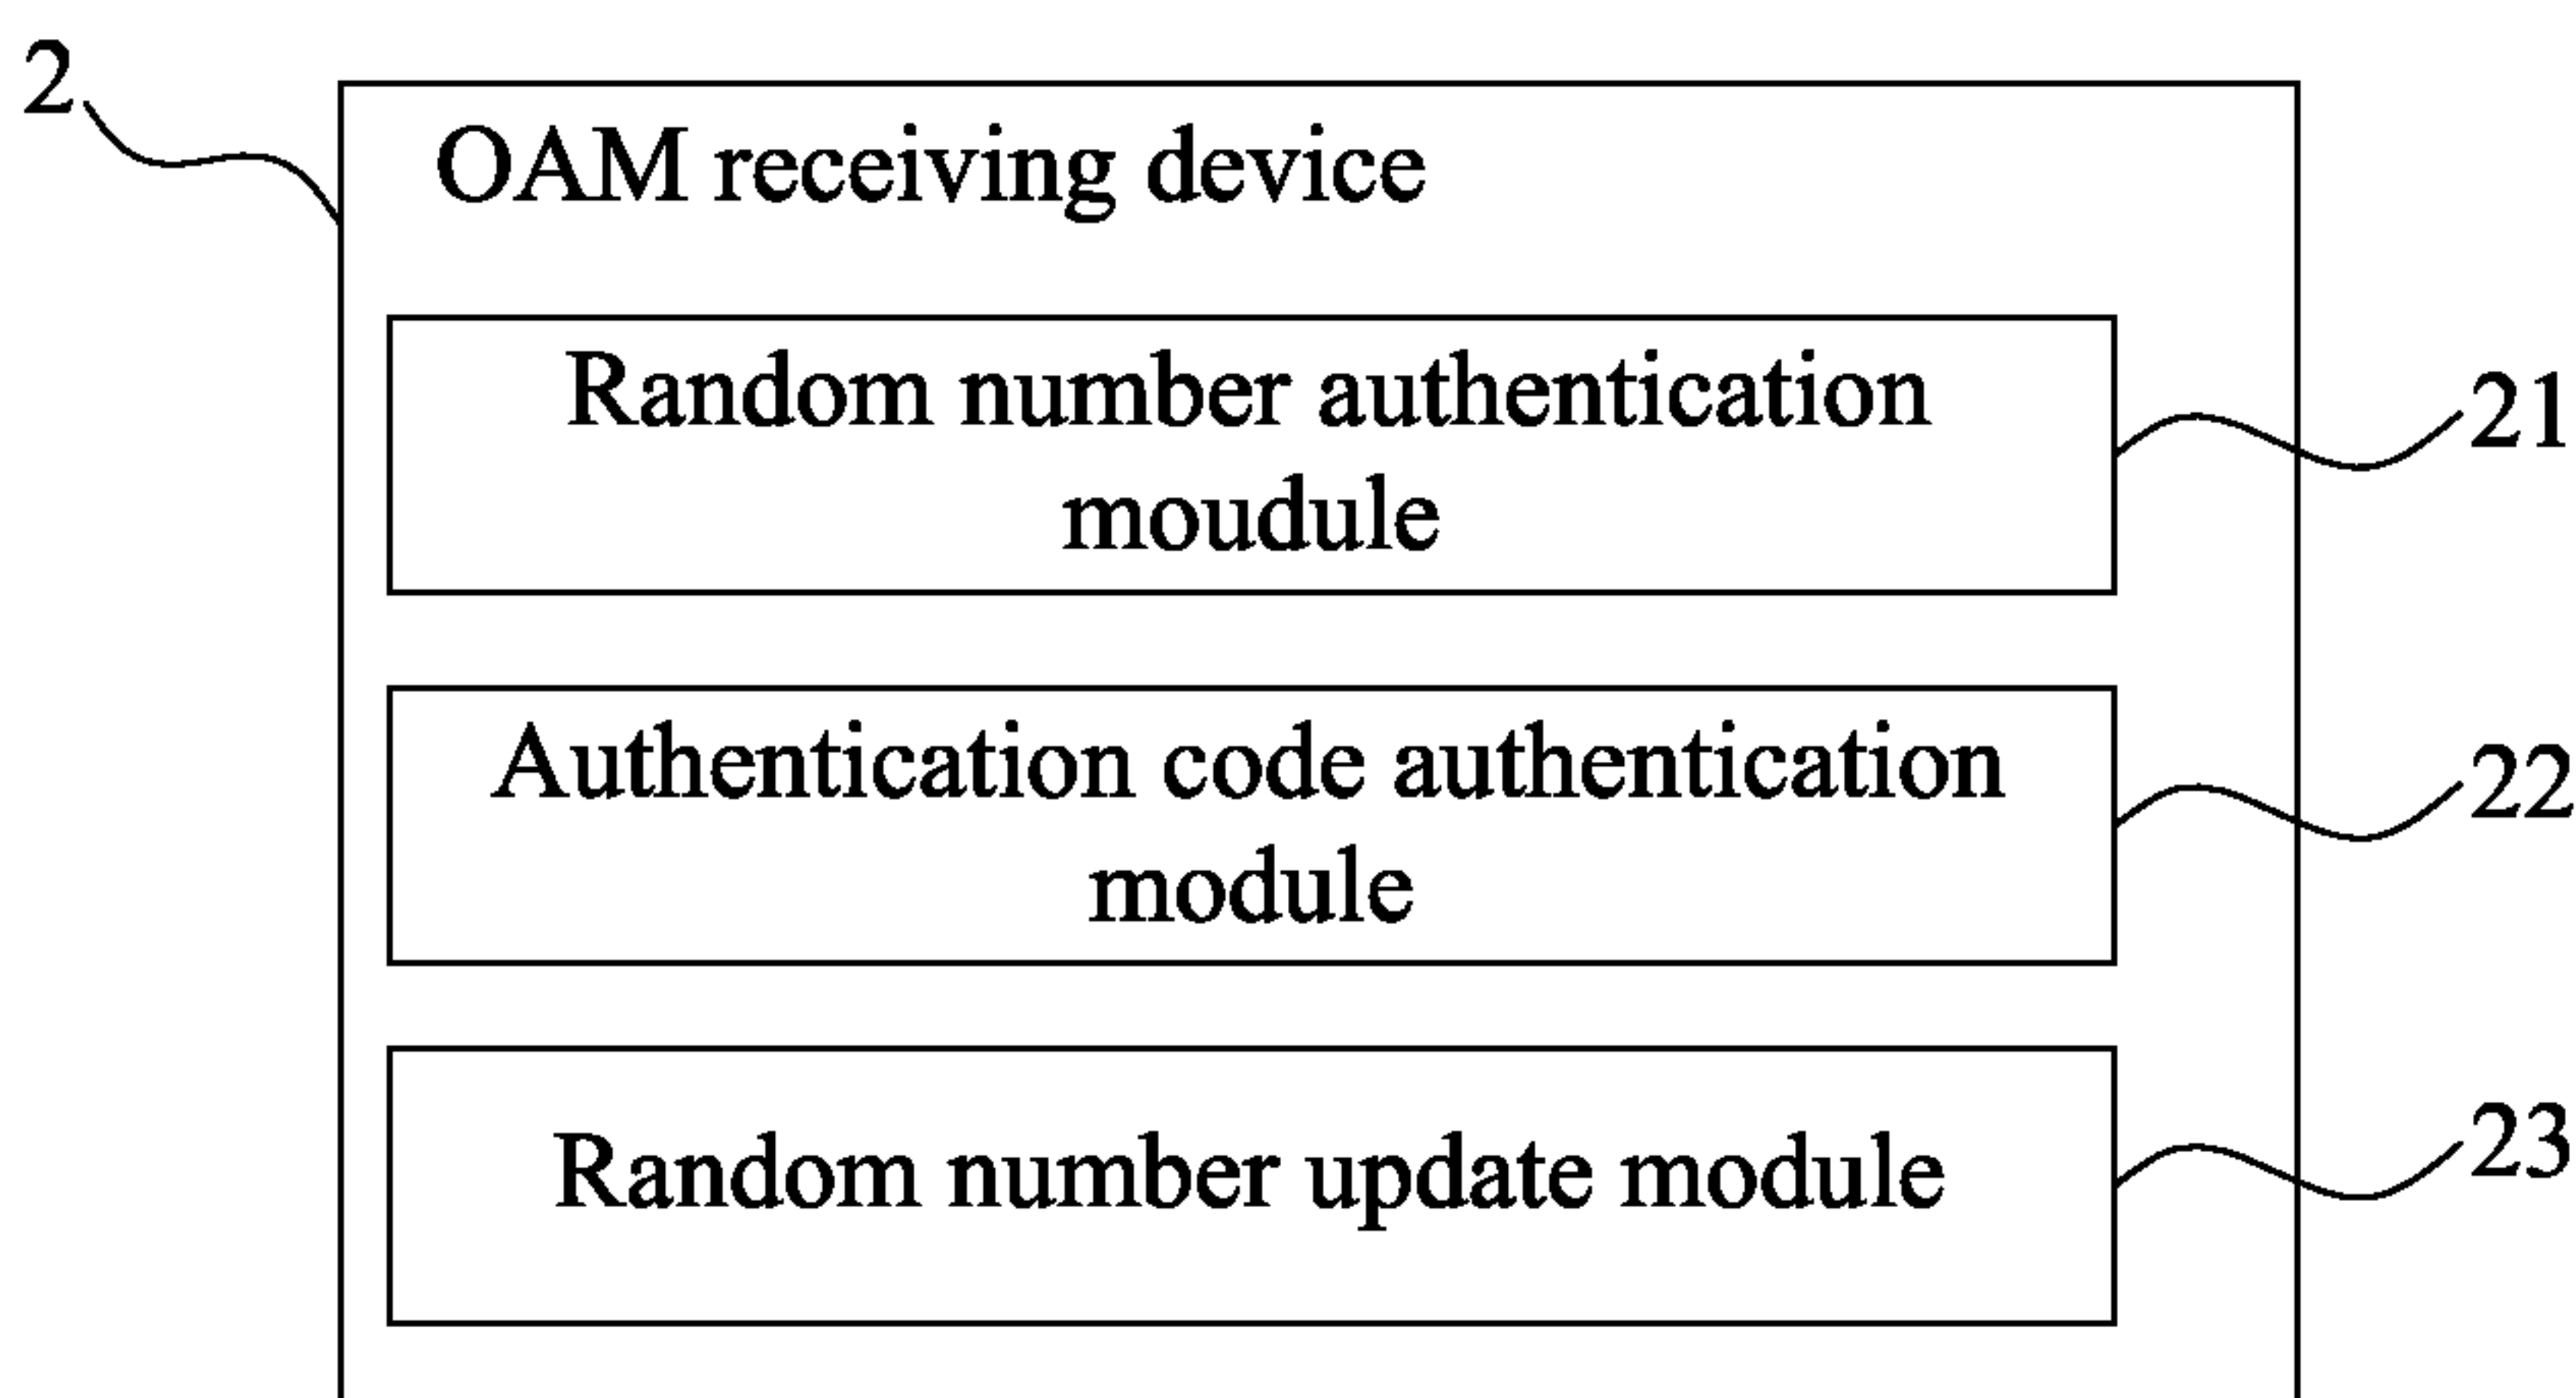 2
OAM receiving device
Random number authentication
moudule
21
Authentication code authentication
module
22
Random number update module
23